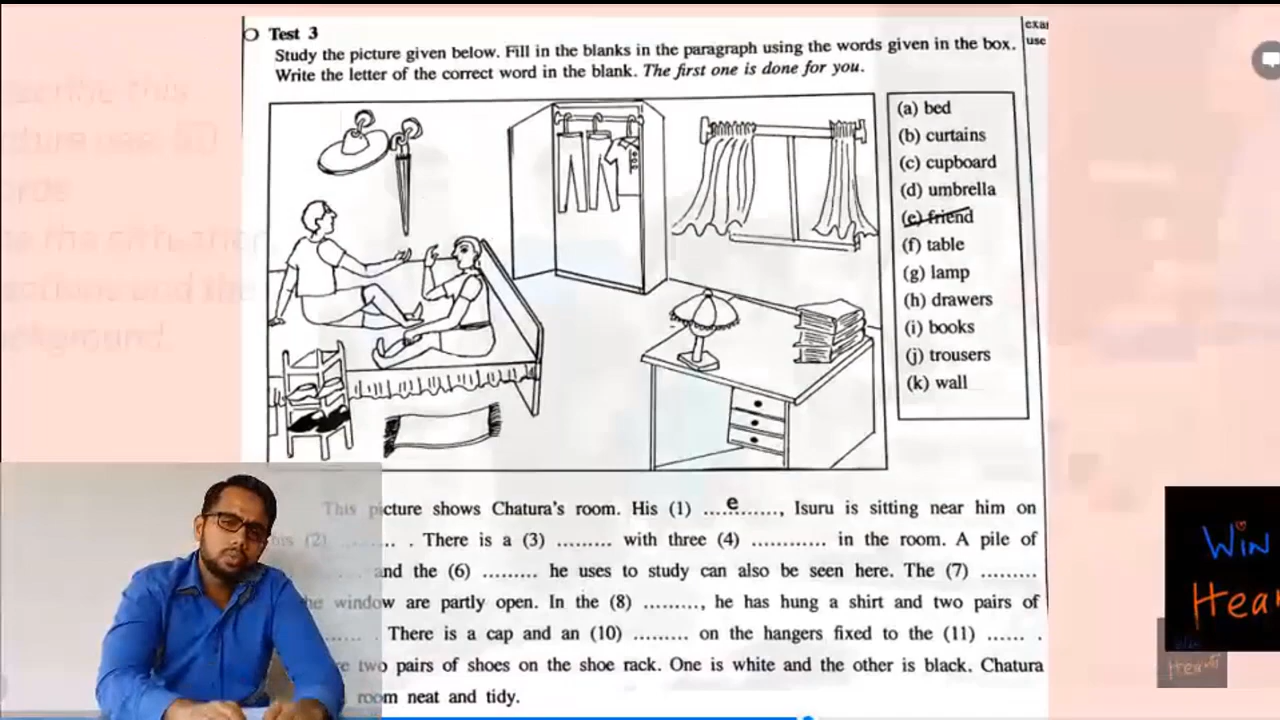 Test 3
Study the picture given below. Fill in the blanks in the paragraph using the words given in the box.
Write the letter of the correct word in the blank. The first one is done for you.
use
(a) bed
(b) curtains
(c) cupboard
(d) umbrella
(e) friend
(f) table
(g) lamp
(h) drawers
(i) books
(j) trousers
(k) wall
This picture shows Chatura's room. His (1) ....e......., Isuru is sitting near him on
his (2) ........ . There is a (3) ......... with three (4) ............ in the room. A pile of
and the (6) ......... he uses to study can also be seen here. The (7) .........
window are partly open. In the (8) ........., he has hung a shirt and two pairs of
...... . There is a cap and an (10) ......... on the hangers fixed to the (11) ...... .
two pairs of shoes on the shoe rack. One is white and the other is black. Chatura
room neat and tidy.
Win
Hear